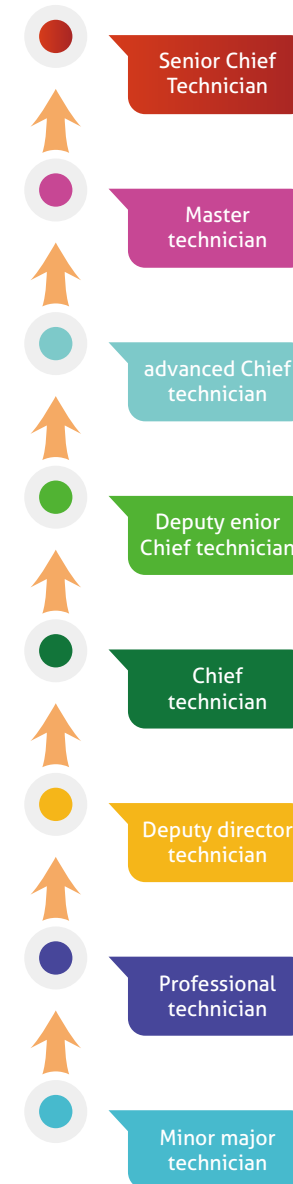 Senior Chief
Technician
Master
technician
advanced Chief
technician
Deputy enior
Chief technician
Chief
technician
Deputy director
technician
Professional
technician
Minor major
technician